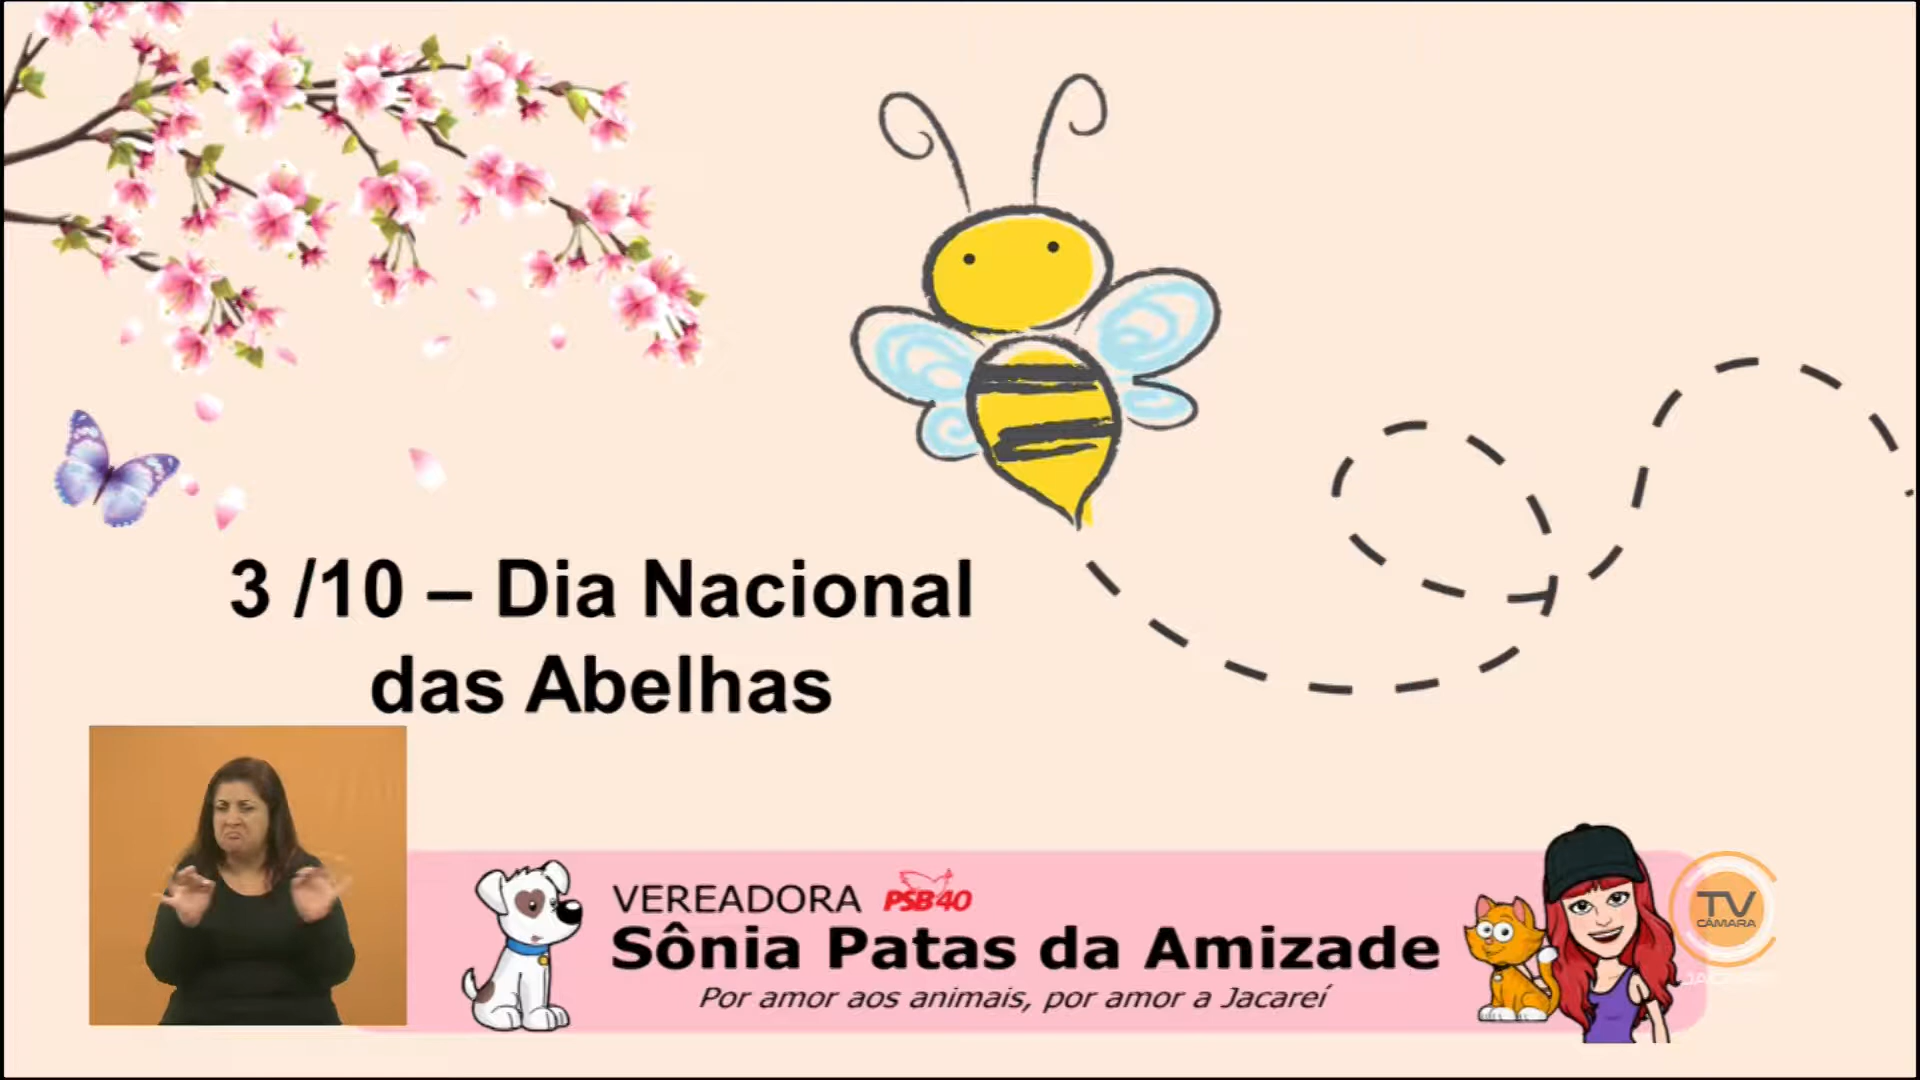 3 /10 – Dia Nacional
das Abelhas
VEREADORA PSB40
Sônia Patas da Amizade
Por amor aos animais, por amor a Jacareí
TV
CÂMARA
JACAREÍ